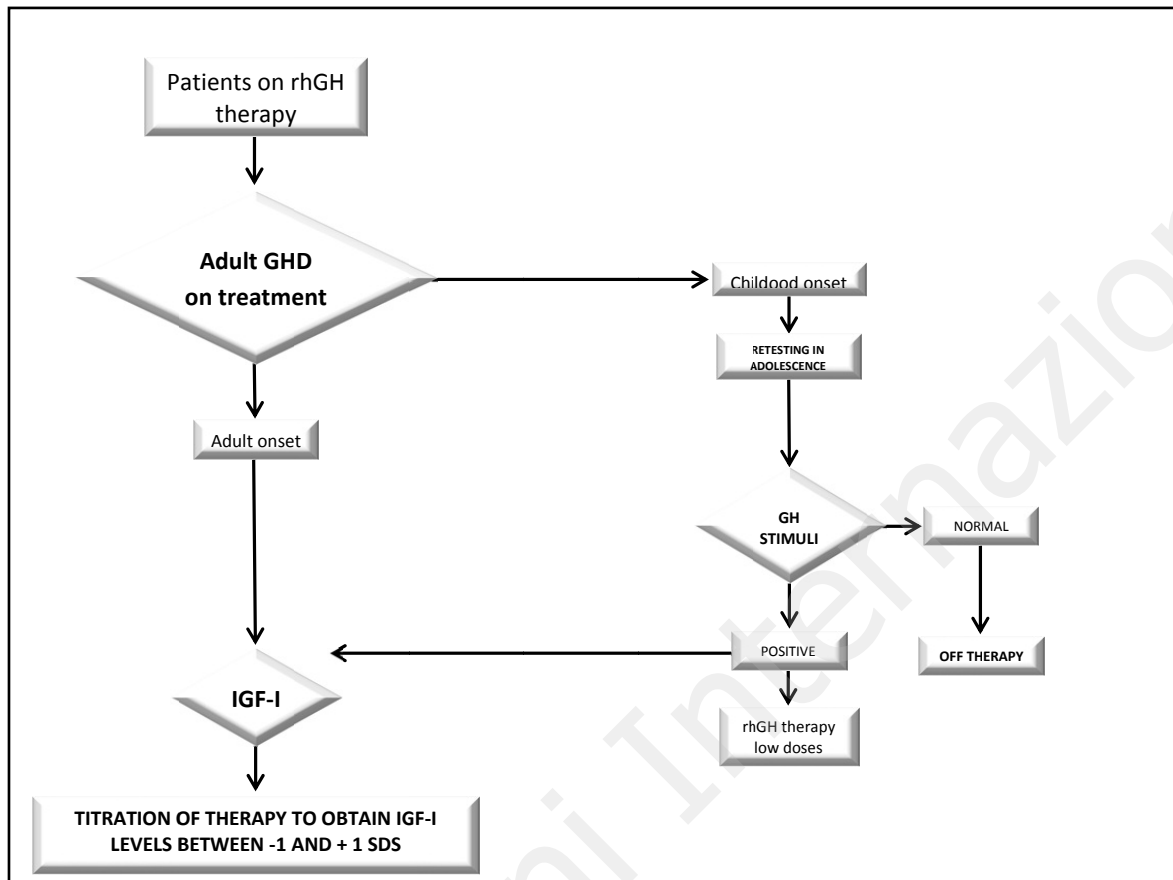 Patients on rhGH
therapy
Adult GHD
on treatment
Childood onset
RETESTING IN
ADOLESCENCE
Adult onset
GH
STIMULI
NORMAL
POSITIVE
OFF THERAPY
IGF-I
rhGH therapy
low doses
TITRATION OF THERAPY TO OBTAIN IGF-I
LEVELS BETWEEN -1 AND + 1 SDS
ni Internazion